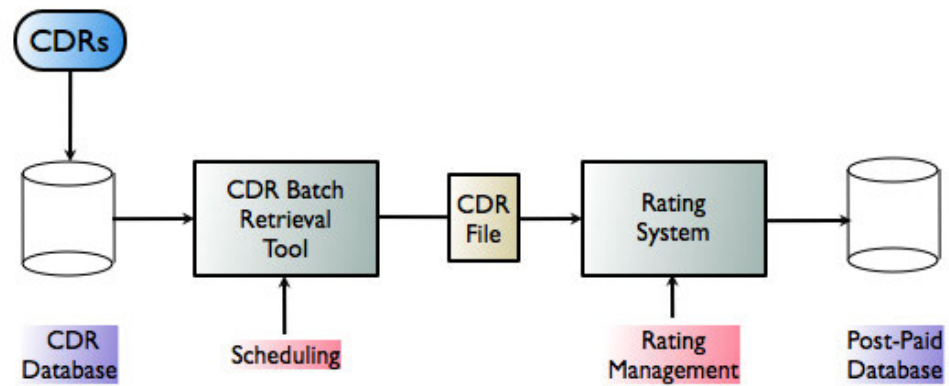 CDRs
CDR Batch
Retrieval
Tool
CDR
File
Rating
System
CDR
Database
Scheduling
Rating
Management
Post-Paid
Database